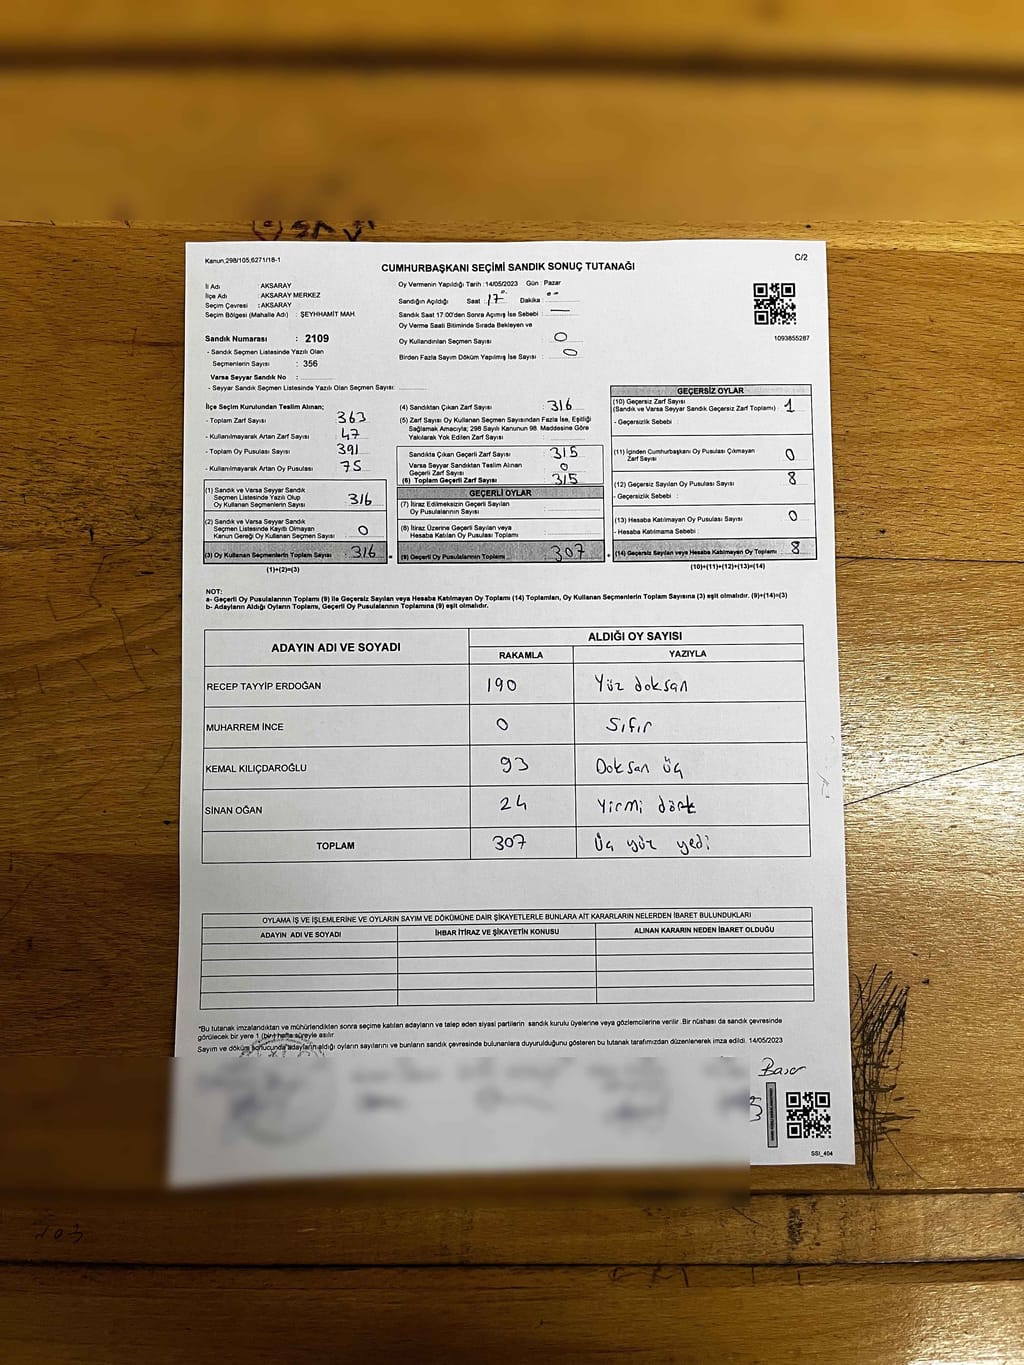 Kanun,298/105;6271/18-1
C/2
CUMHURBAŞKANI SEÇİMİ SANDIK SONUÇ TUTANAĞI
İl Adı : AKSARAY
İlçe Adı : AKSARAY MERKEZ
Seçim Çevresi : AKSARAY
Seçim Bölgesi (Mahalle Adı) : ŞEYHHAMİT MAH.
Sandık Numarası : 2109
- Sandık Seçmen Listesinde Yazılı Olan
Seçmenlerin Sayısı : 356
Varsa Seyyar Sandık No :
- Seyyar Sandık Seçmen Listesinde Yazılı Olan Seçmen Sayısı:
Oy Vermenin Yapıldığı Tarih :14/05/2023 Gün : Pazar
Sandığın Açıldığı Saat : 17 Dakika :
Sandık Saat 17:00'den Sonra Açılmış İse Sebebi :
Oy Verme Saati Bitiminde Sırada Bekleyen ve
Oy Kullandırılan Seçmen Sayısı : 0
Birden Fazla Sayım Döküm Yapılmış İse Sayısı : 0
1093855287
İlçe Seçim Kurulundan Teslim Alınan;
- Toplam Zarf Sayısı : 363
- Kullanılmayarak Artan Zarf Sayısı : 47
- Toplam Oy Pusulası Sayısı : 391
- Kullanılmayarak Artan Oy Pusulası : 75
(1) Sandık ve Varsa Seyyar Sandık
Seçmen Listesinde Yazılı Olup
Oy Kullanan Seçmenlerin Sayısı : 316
(2) Sandık ve Varsa Seyyar Sandık
Seçmen Listesinde Kayıtlı Olmayan
Kanun Gereği Oy Kullanan Seçmen Sayısı : 0
(3) Oy Kullanan Seçmenlerin Toplam Sayısı : 316
(1)+(2)=(3)
(4) Sandıktan Çıkan Zarf Sayısı : 316
(5) Zarf Sayısı Oy Kullanan Seçmen Sayısından Fazla İse, Eşitliği
Sağlamak Amacıyla; 298 Sayılı Kanunun 98. Maddesine Göre
Yakılarak Yok Edilen Zarf Sayısı :
Sandıkta Çıkan Geçerli Zarf Sayısı : 315
Varsa Seyyar Sandıktan Teslim Alınan
Geçerli Zarf Sayısı : 0
(6) Toplam Geçerli Zarf Sayısı : 315
GEÇERLİ OYLAR
(7) İtiraz Edilmeksizin Geçerli Sayılan
Oy Pusulalarının Sayısı :
(8) İtiraz Üzerine Geçerli Sayılan veya
Hesaba Katılan Oy Pusulası Toplamı :
(9) Geçerli Oy Pusulalarının Toplamı : 307
GEÇERSİZ OYLAR
(10) Geçersiz Zarf Sayısı : 1
(Sandık ve Varsa Seyyar Sandık Geçersiz Zarf Toplamı)
- Geçersizlik Sebebi :
(11) İçinden Cumhurbaşkanı Oy Pusulası Çıkmayan
Zarf Sayısı : 0
(12) Geçersiz Sayılan Oy Pusulası Sayısı : 8
- Geçersizlik Sebebi :
(13) Hesaba Katılmayan Oy Pusulası Sayısı : 0
- Hesaba Katılmama Sebebi :
(14) Geçersiz Sayılan veya Hesaba Katılmayan Oy Toplamı : 8
(10)+(11)+(12)+(13)=(14)
NOT:
a- Geçerli Oy Pusulalarının Toplamı (9) ile Geçersiz Sayılan veya Hesaba Katılmayan Oy Toplamı (14) Toplamları, Oy Kullanan Seçmenlerin Toplam Sayısına (3) eşit olmalıdır. (9)+(14)=(3)
b- Adayların Aldığı Oyların Toplamı, Geçerli Oy Pusulalarının Toplamına (9) eşit olmalıdır.
ADAYIN ADI VE SOYADI ALDIĞI OY SAYISI
RAKAMLA YAZIYLA
RECEP TAYYİP ERDOĞAN 190 Yüz doksan
MUHARREM İNCE 0 Sıfır
KEMAL KILIÇDAROĞLU 93 Doksan üç
SİNAN OĞAN 24 Yirmi dört
TOPLAM 307 Üç yüz yedi
OYLAMA İŞ VE İŞLEMLERİNE VE OYLARIN SAYIM VE DÖKÜMÜNE DAİR ŞİKAYETLERLE BUNLARA AİT KARARLARIN NELERDEN İBARET BULUNDUKLARI
ADAYIN ADI VE SOYADI İHBAR İTİRAZ VE ŞİKAYETİN KONUSU ALINAN KARARIN NEDEN İBARET OLDUĞU
*Bu tutanak imzalandıktan ve mühürlendikten sonra seçime katılan adayların ve talep eden siyasi partilerin sandık kurulu üyelerine veya gözlemcilerine verilir. Bir nüshası da sandık çevresinde
görülecek bir yere 1 (bir) hafta süreyle asılır.
Sayım ve döküm sonucunda adayların aldığı oyların sayılarını ve bunların sandık çevresinde bulunanlara duyurulduğunu gösteren bu tutanak tarafımızdan düzenlenerek imza edildi. 14/05/2023
SSI_404